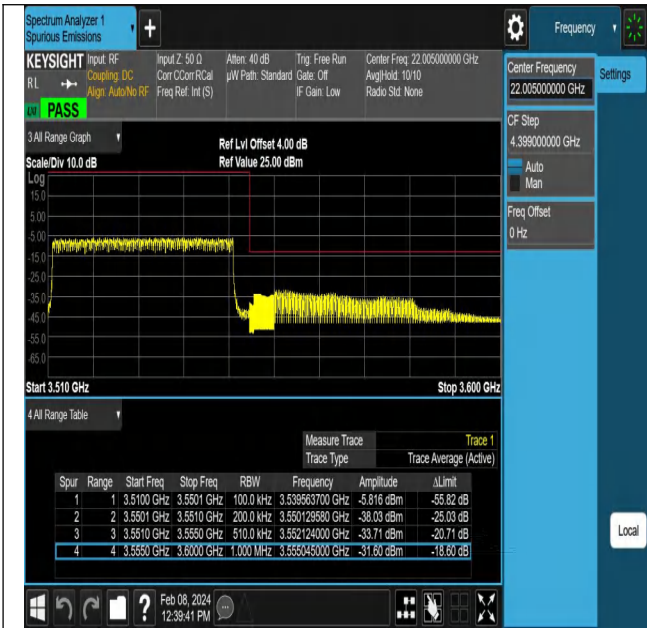 Spectrum Analyzer 1
Spurious Emissions
Frequency
KEYSIGHT Input: RF Input Z: 50 Ω Atten: 40 dB Trig: Free Run Center Freq: 22.005000000 GHz
RL Coupling: DC Corr CCorr RCal µW Path: Standard Gate: Off Avg|Hold: 10/10
Align: Auto/No RF Freq Ref: Int (S) IF Gain: Low Radio Std: None
LXI PASS
Center Frequency
22.005000000 GHz
Settings
CF Step
4.399000000 GHz
Auto
Man
Freq Offset
0 Hz
3 All Range Graph
Ref Lvl Offset 4.00 dB
Scale/Div 10.0 dB Ref Value 25.00 dBm
Log
15.0
5.00
-5.00
-15.0
-25.0
-35.0
-45.0
-55.0
-65.0
Start 3.510 GHz Stop 3.600 GHz
4 All Range Table
Measure Trace Trace 1
Trace Type Trace Average (Active)
Spur Range Start Freq Stop Freq RBW Frequency Amplitude ΔLimit
1 1 3.5100 GHz 3.5501 GHz 100.0 kHz 3.539563700 GHz -5.816 dBm -55.82 dB
2 2 3.5501 GHz 3.5510 GHz 200.0 kHz 3.550129580 GHz -38.03 dBm -25.03 dB
3 3 3.5510 GHz 3.5550 GHz 510.0 kHz 3.552124000 GHz -33.71 dBm -20.71 dB
4 4 3.5550 GHz 3.6000 GHz 1.000 MHz 3.555045000 GHz -31.60 dBm -18.60 dB
Local
Feb 08, 2024
12:39:41 PM